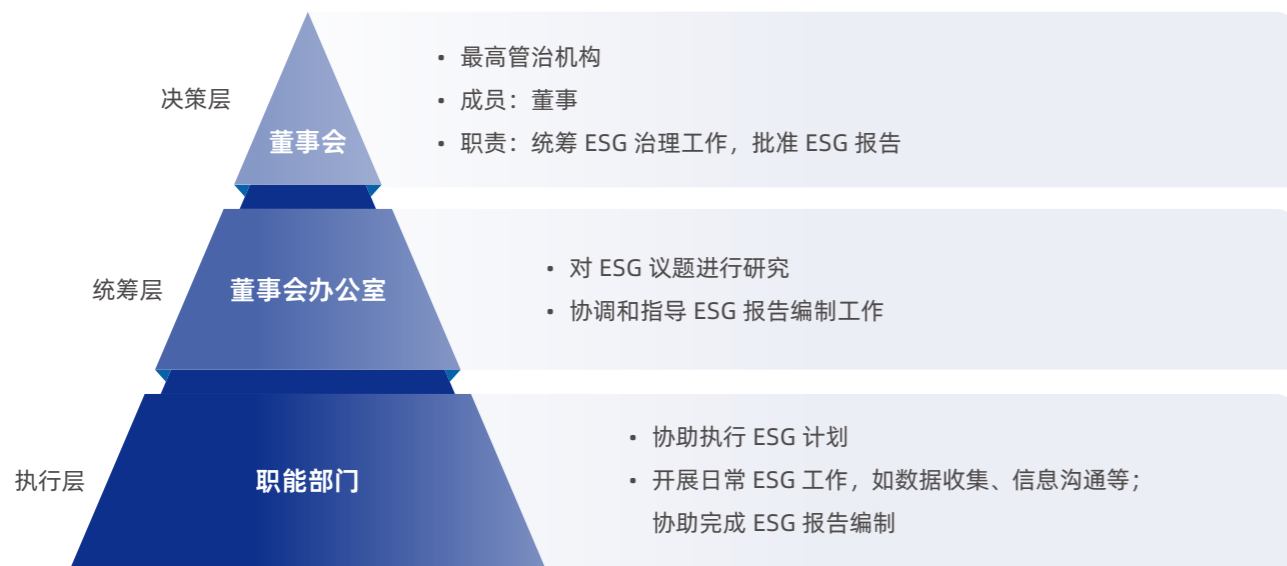 决策层
董事会
• 最高管治机构
• 成员：董事
• 职责：统筹 ESG 治理工作，批准 ESG 报告
统筹层
董事会办公室
• 对 ESG 议题进行研究
• 协调和指导 ESG 报告编制工作
执行层
职能部门
• 协助执行 ESG 计划
• 开展日常 ESG 工作，如数据收集、信息沟通等；
协助完成 ESG 报告编制